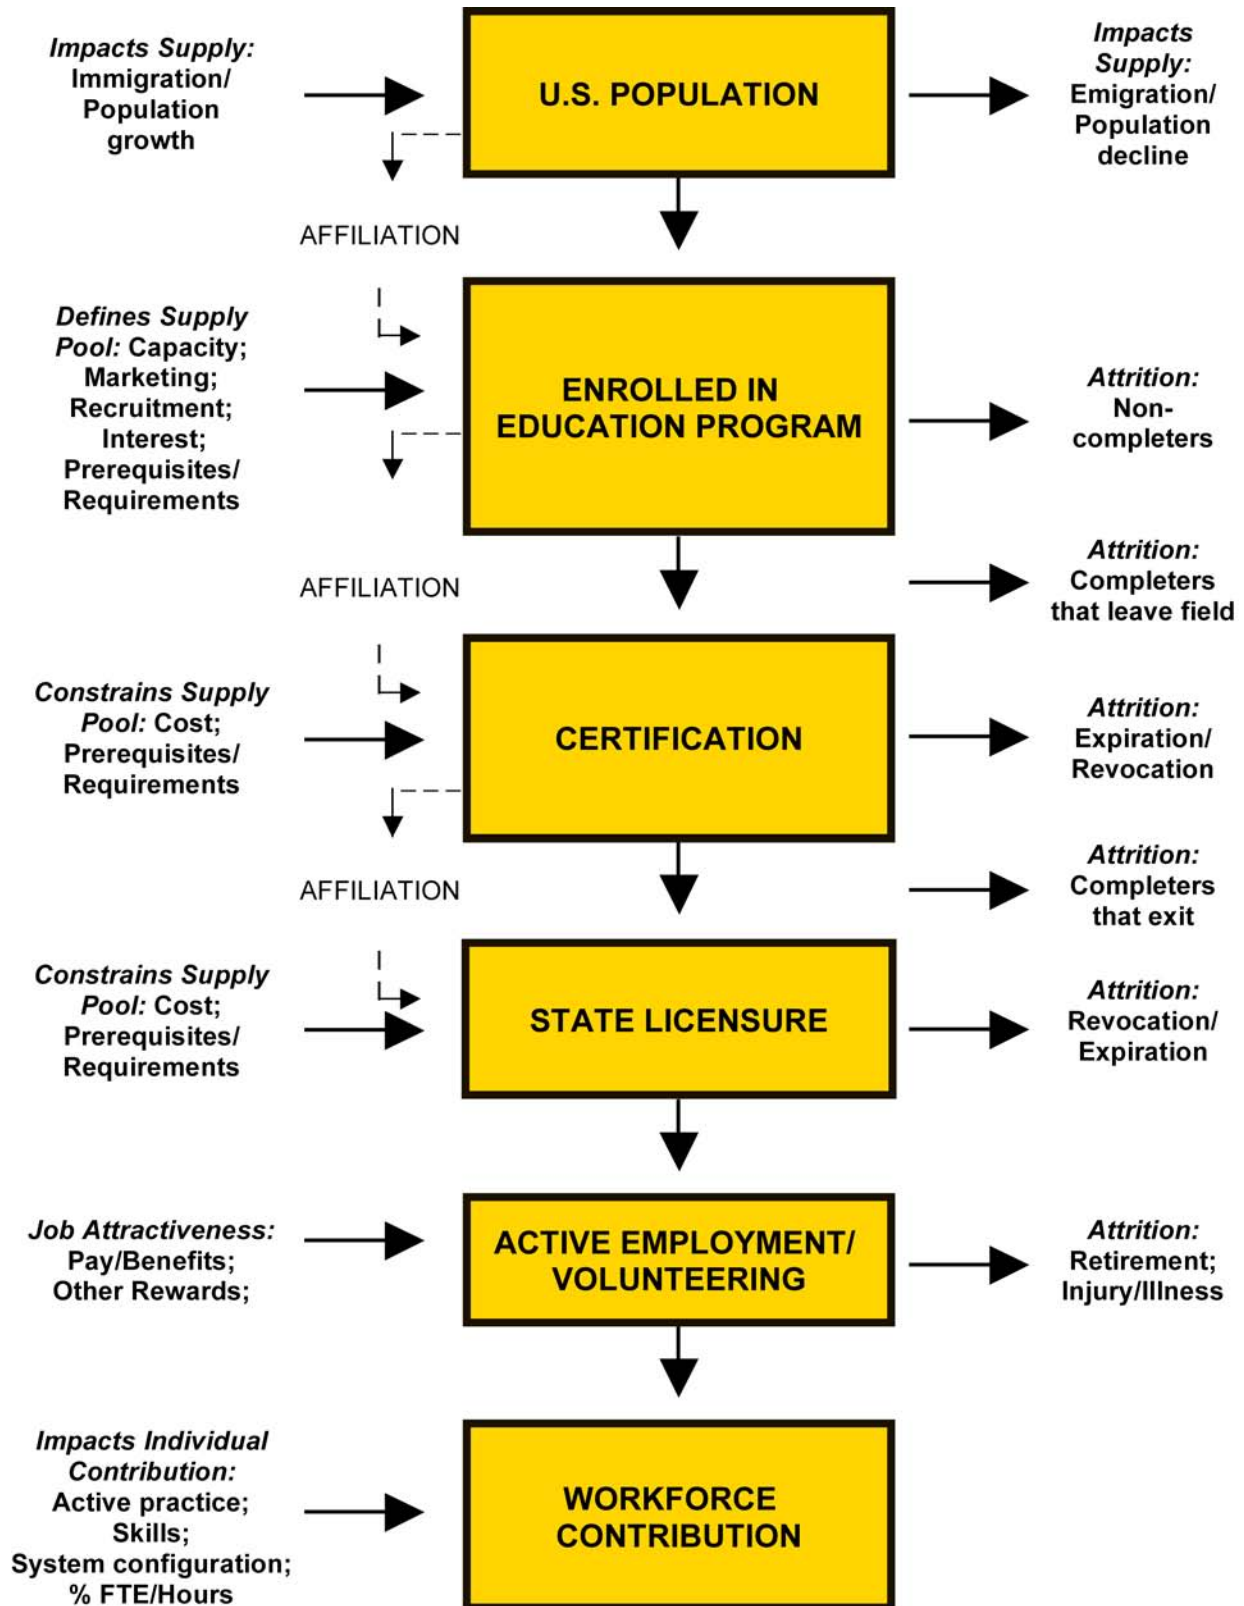 Impacts Supply:
Immigration/
Population
growth
U.S. POPULATION
Impacts
Supply:
Emigration/
Population
decline
AFFILIATION
Defines Supply
Pool: Capacity;
Marketing;
Recruitment;
Interest;
Prerequisites/
Requirements
ENROLLED IN
EDUCATION PROGRAM
Attrition:
Non-
completers
AFFILIATION
Attrition:
Completers
that leave field
Constrains Supply
Pool: Cost;
Prerequisites/
Requirements
CERTIFICATION
Attrition:
Expiration/
Revocation
AFFILIATION
Attrition:
Completers
that exit
Constrains Supply
Pool: Cost;
Prerequisites/
Requirements
STATE LICENSURE
Attrition:
Revocation/
Expiration
Job Attractiveness:
Pay/Benefits;
Other Rewards;
ACTIVE EMPLOYMENT/
VOLUNTEERING
Attrition:
Retirement;
Injury/Illness
Impacts Individual
Contribution:
Active practice;
Skills;
System configuration;
% FTE/Hours
WORKFORCE
CONTRIBUTION